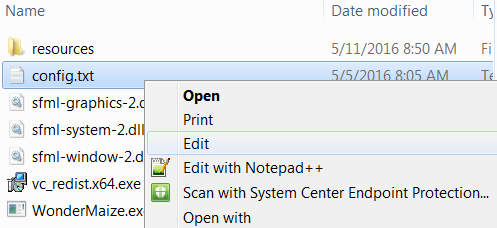 Name Date modified Ty
resources 5/11/2016 8:50 AM Fi
config.txt 5/5/2016 8:05 AM Te
Open
sfml-graphics-2.d
Print
sfml-system-2.dll
Edit
sfml-window-2.d
Edit with Notepad++
vc_redist.x64.exe
Scan with System Center Endpoint Protection...
WonderMaize.ex
Open with